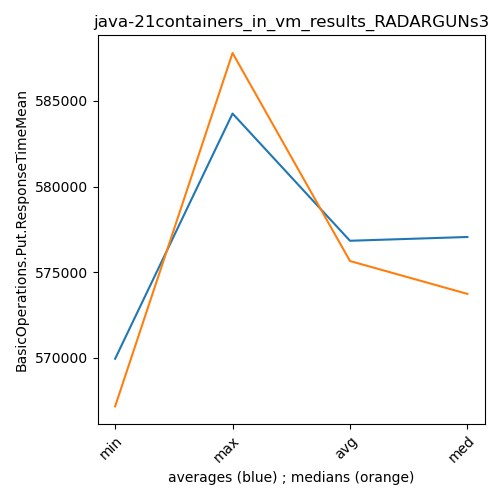 java-21containers_in_vm_results_RADARGUNs3
BasicOperations.Put.ResponseTimeMean
585000
580000
575000
570000
min
max
avg
med
averages (blue) ; medians (orange)